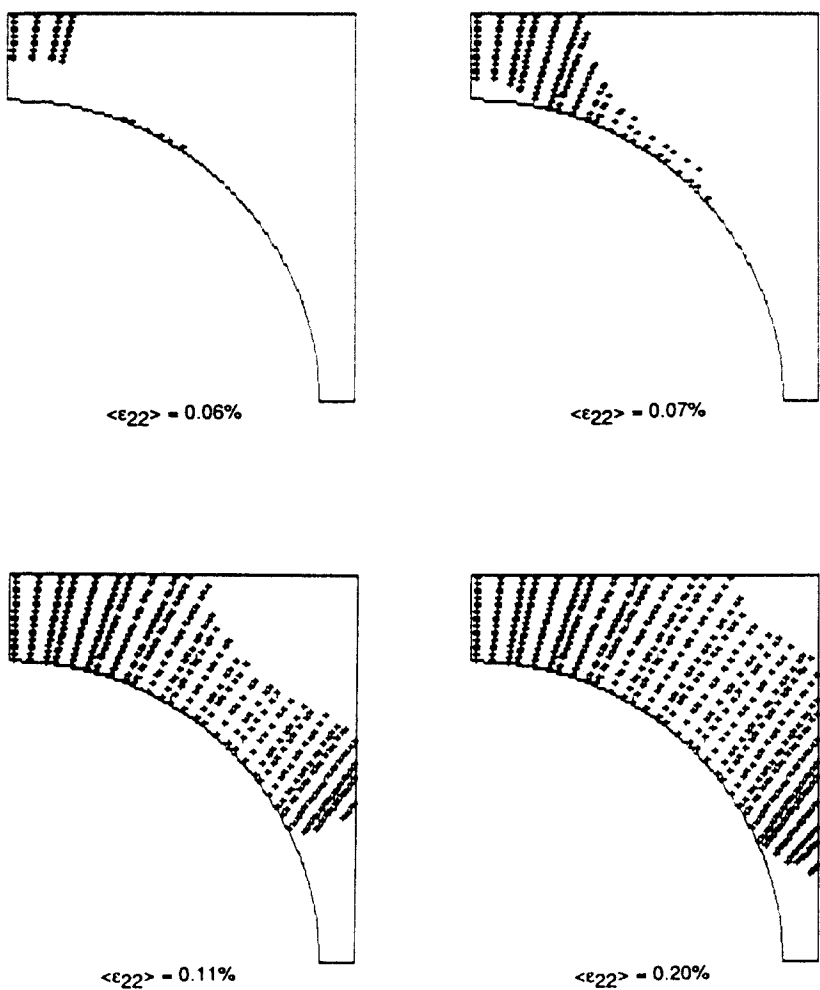 <ε22> = 0.06%
<ε22> = 0.07%
<ε22> = 0.11%
<ε22> = 0.20%